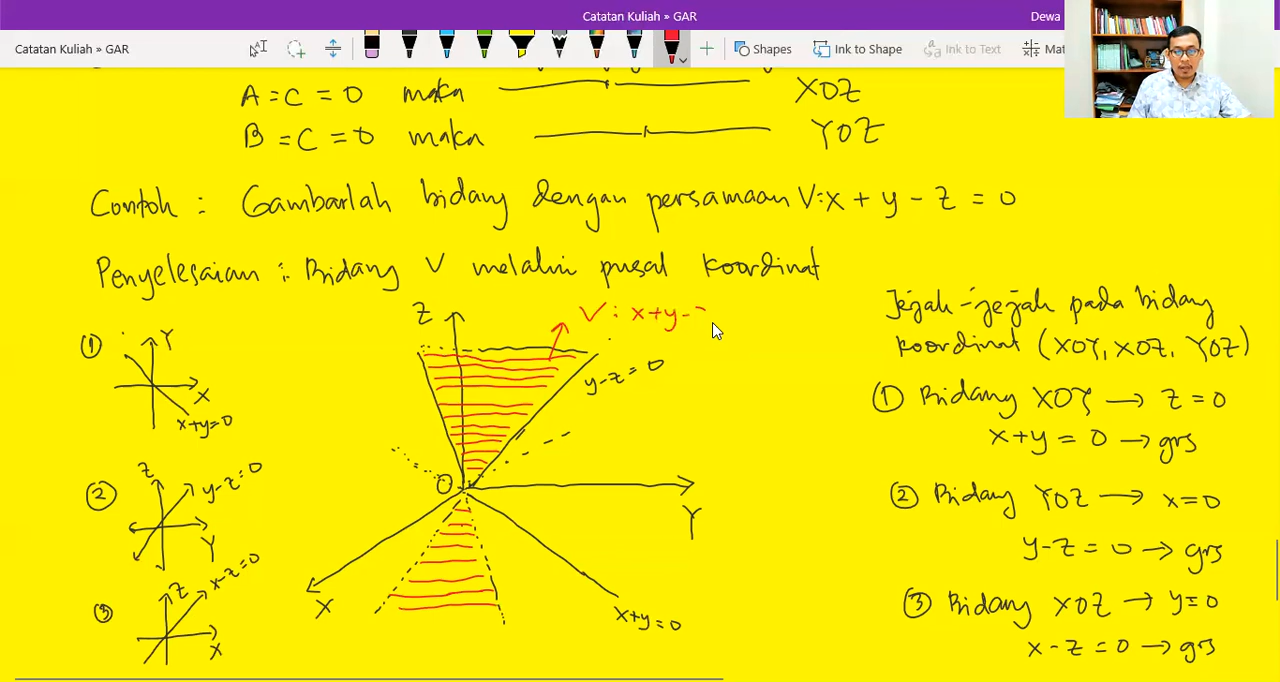 Catatan Kuliah » GAR
Dewa
Catatan Kuliah » GAR
Shapes
Ink to Shape
Ink to Text
Mat
A = C = 0 maka XOZ
B = C = 0 maka YOZ
Contoh : Gambarlah bidang dengan persamaan V: x + y - z = 0
Penyelesaian : Bidang V melalui pusat koordinat
① Y
X
x+y=0
② Z
y-z=0
Y
③ Z
x-z=0
X
Z
V: x+y-
y-z=0
O
Y
X
x+y=0
Jejak-jejak pada bidang
koordinat (XOY, XOZ, YOZ)
① Bidang XOY → z = 0
x+y = 0 → grs
② Bidang YOZ → x=0
y-z = 0 → grs
③ Bidang XOZ → y=0
x-z = 0 → grs